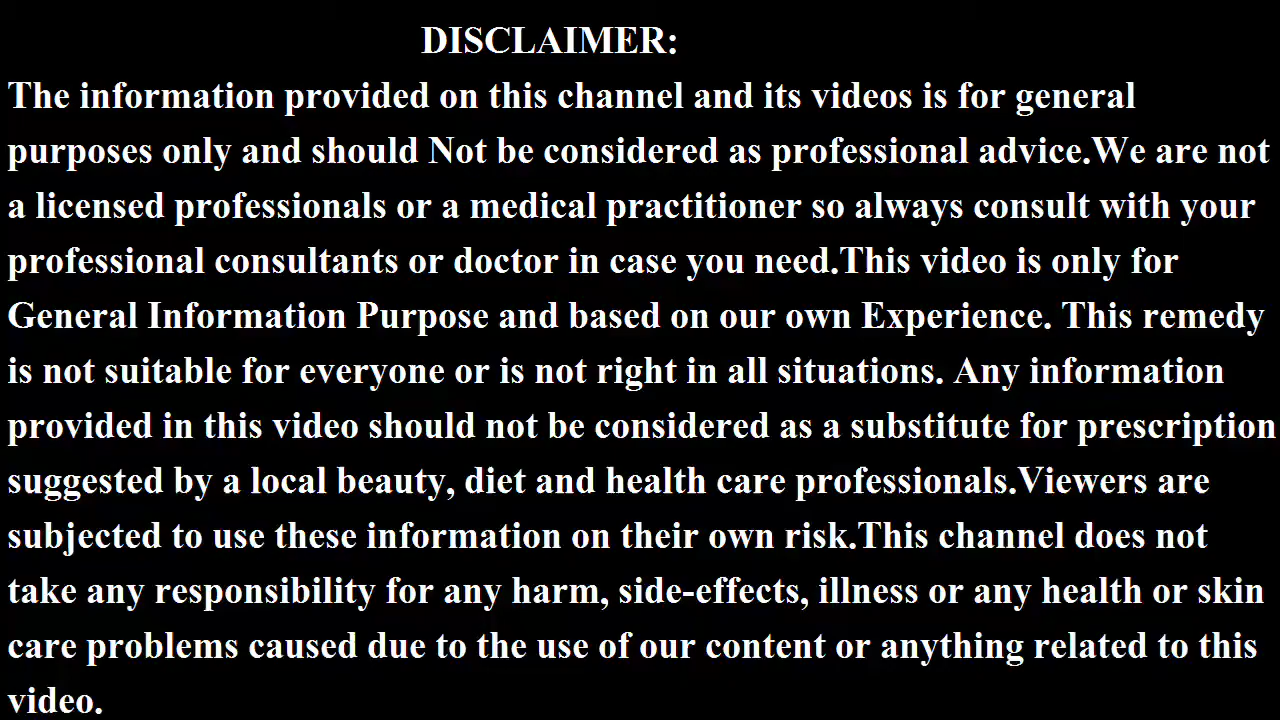 DISCLAIMER:
The information provided on this channel and its videos is for general
purposes only and should Not be considered as professional advice.We are not
a licensed professionals or a medical practitioner so always consult with your
professional consultants or doctor in case you need.This video is only for
General Information Purpose and based on our own Experience. This remedy
is not suitable for everyone or is not right in all situations. Any information
provided in this video should not be considered as a substitute for prescription
suggested by a local beauty, diet and health care professionals.Viewers are
subjected to use these information on their own risk.This channel does not
take any responsibility for any harm, side-effects, illness or any health or skin
care problems caused due to the use of our content or anything related to this
video.